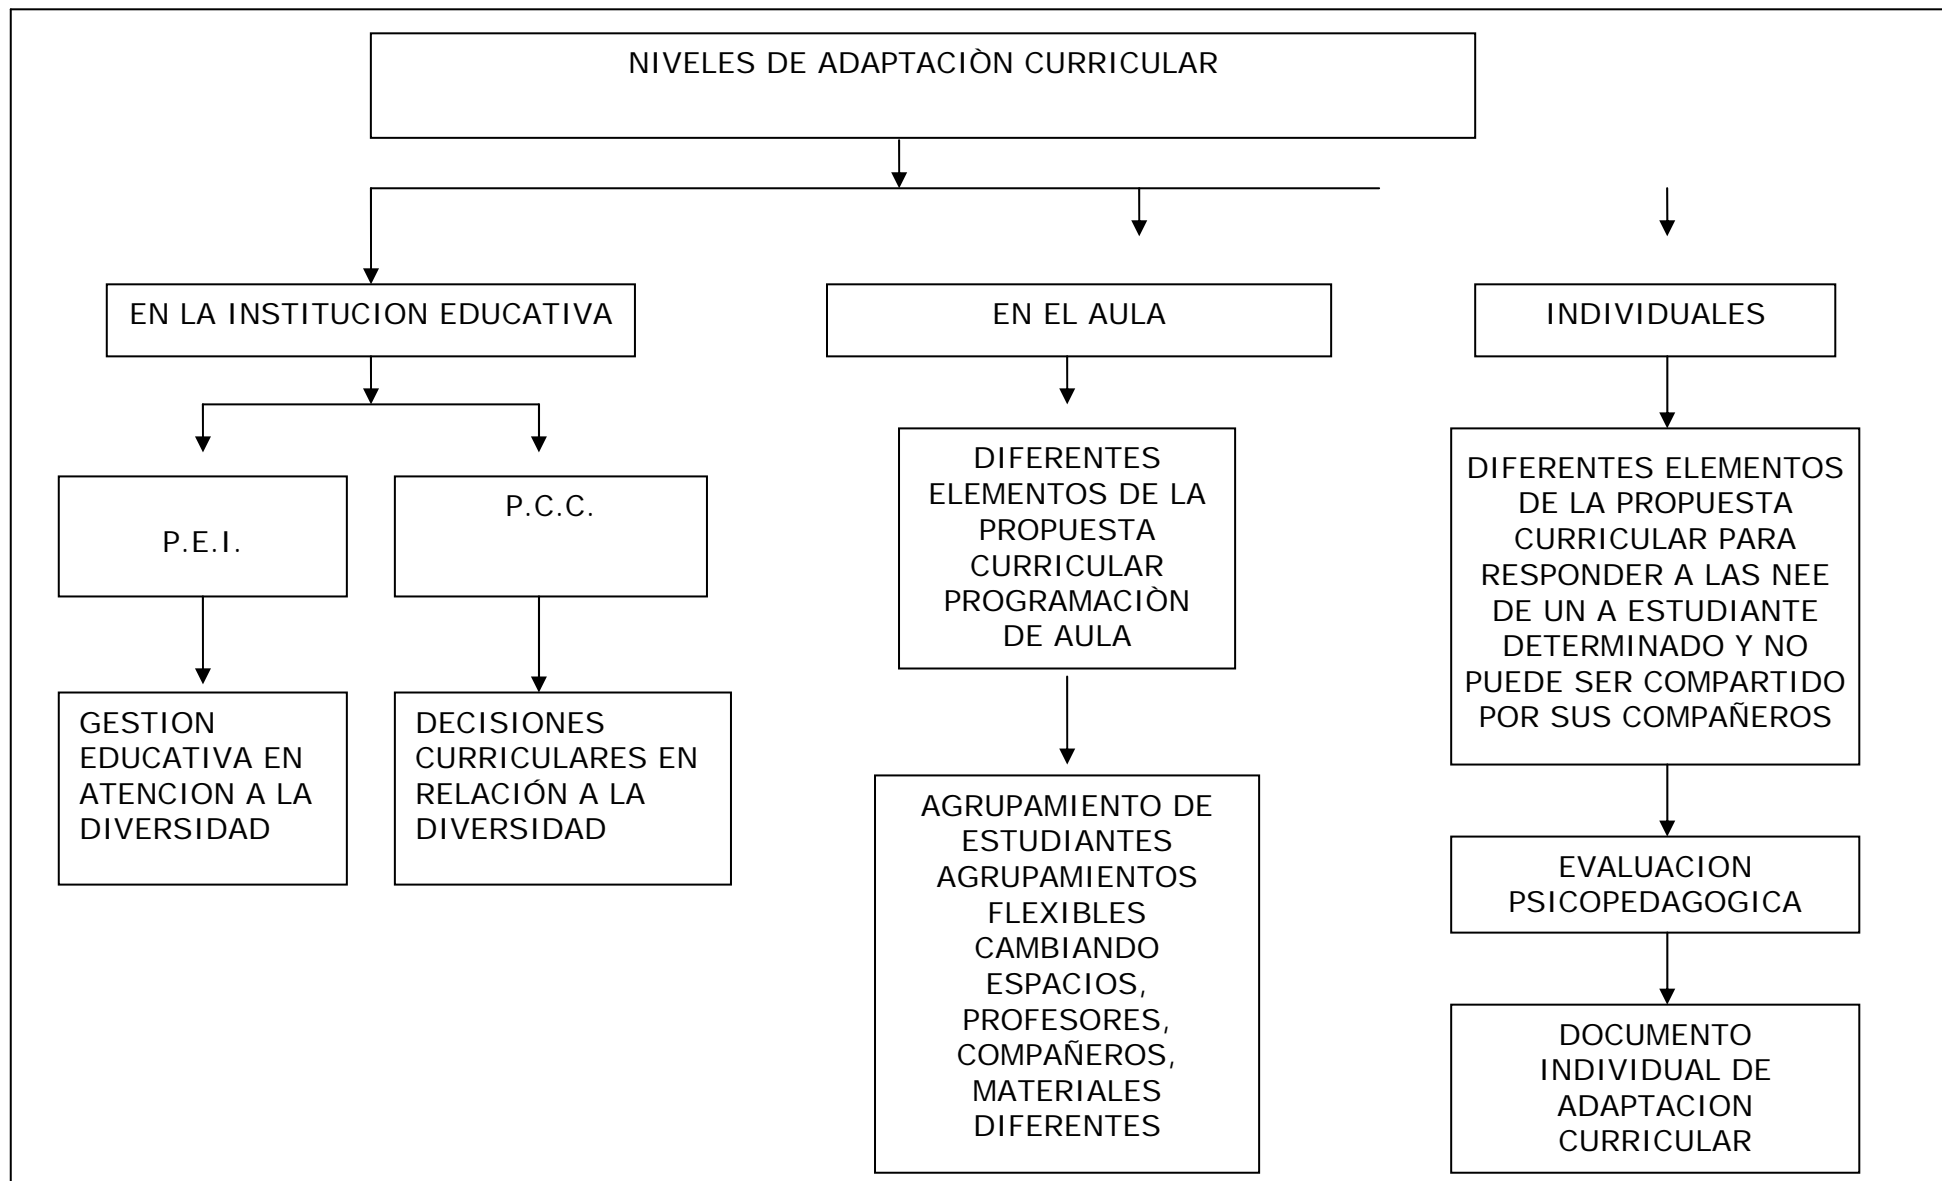 NIVELES DE ADAPTACIÒN CURRICULAR
EN LA INSTITUCION EDUCATIVA
EN EL AULA
INDIVIDUALES
P.E.I.
P.C.C.
GESTION
EDUCATIVA EN
ATENCION A LA
DIVERSIDAD
DECISIONES
CURRICULARES EN
RELACIÓN A LA
DIVERSIDAD
DIFERENTES
ELEMENTOS DE LA
PROPUESTA
CURRICULAR
PROGRAMACIÒN
DE AULA
AGRUPAMIENTO DE
ESTUDIANTES
AGRUPAMIENTOS
FLEXIBLES
CAMBIANDO
ESPACIOS,
PROFESORES,
COMPAÑEROS,
MATERIALES
DIFERENTES
DIFERENTES ELEMENTOS
DE LA PROPUESTA
CURRICULAR PARA
RESPONDER A LAS NEE
DE UN A ESTUDIANTE
DETERMINADO Y NO
PUEDE SER COMPARTIDO
POR SUS COMPAÑEROS
EVALUACION
PSICOPEDAGOGICA
DOCUMENTO
INDIVIDUAL DE
ADAPTACION
CURRICULAR